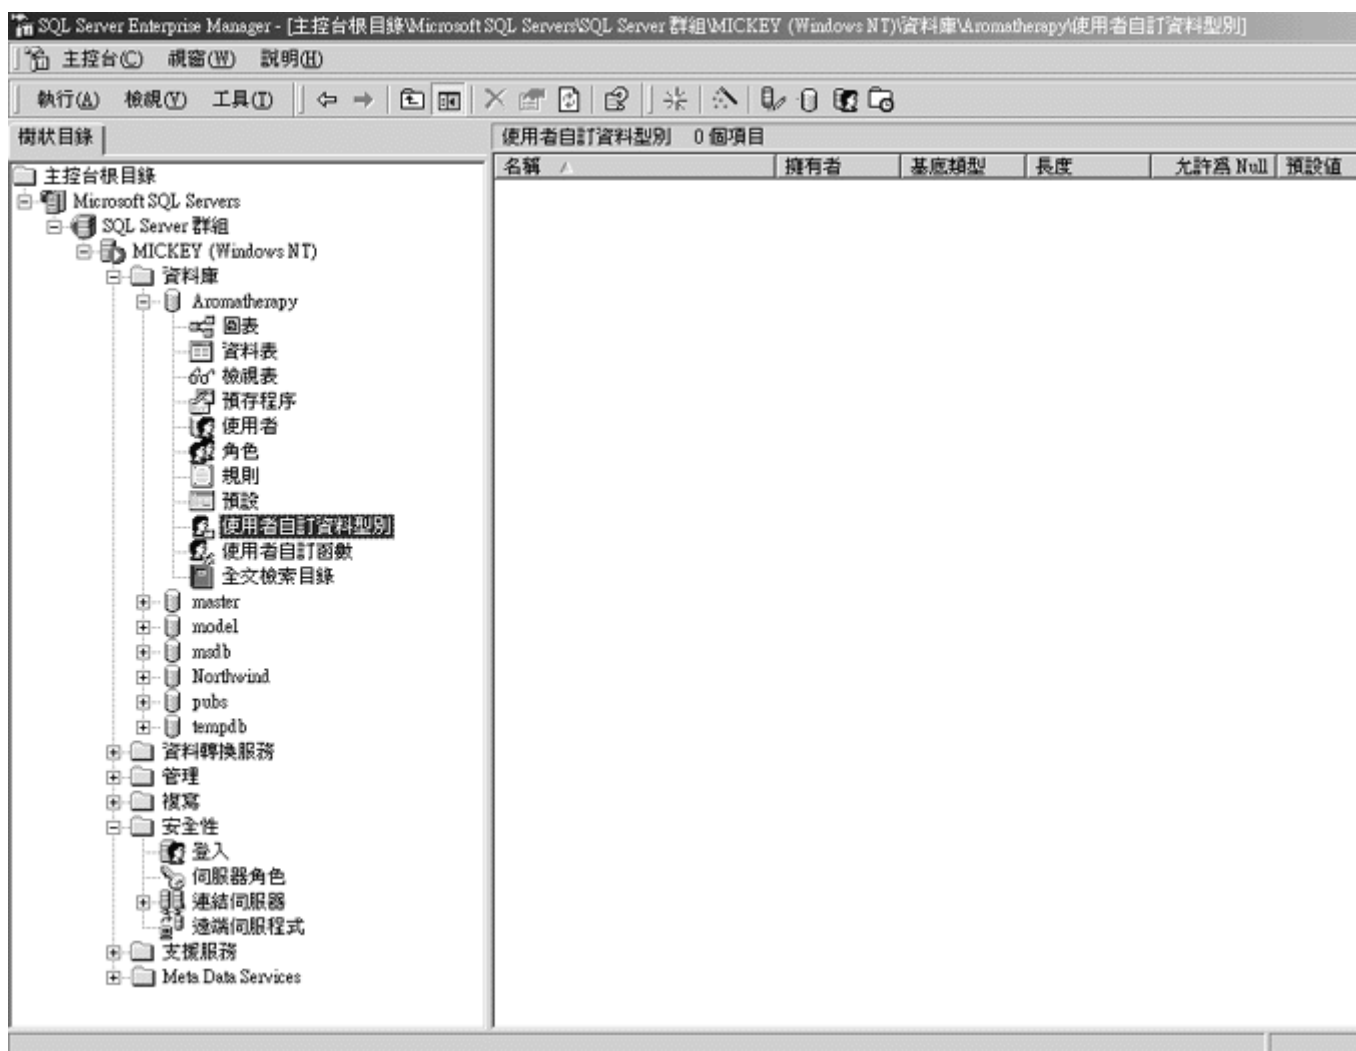 SQL Server Enterprise Manager - [主控台根目錄\Microsoft SQL Servers\SQL Server 群組\MICKEY (Windows NT)\資料庫\Aromatherapy\使用者自訂資料型別]
主控台(C) 視窗(W) 說明(H)
執行(A) 檢視(V) 工具(T)
樹狀目錄
使用者自訂資料型別 0 個項目
名稱 擁有者 基底類型 長度 允許為 Null 預設值
主控台根目錄
Microsoft SQL Servers
SQL Server 群組
MICKEY (Windows NT)
資料庫
Aromatherapy
圖表
資料表
檢視表
預存程序
使用者
角色
規則
預設
使用者自訂資料型別
使用者自訂函數
全文檢索目錄
master
model
msdb
Northwind
pubs
tempdb
資料轉換服務
管理
複寫
安全性
登入
伺服器角色
連結伺服器
遠端伺服程式
支援服務
Meta Data Services